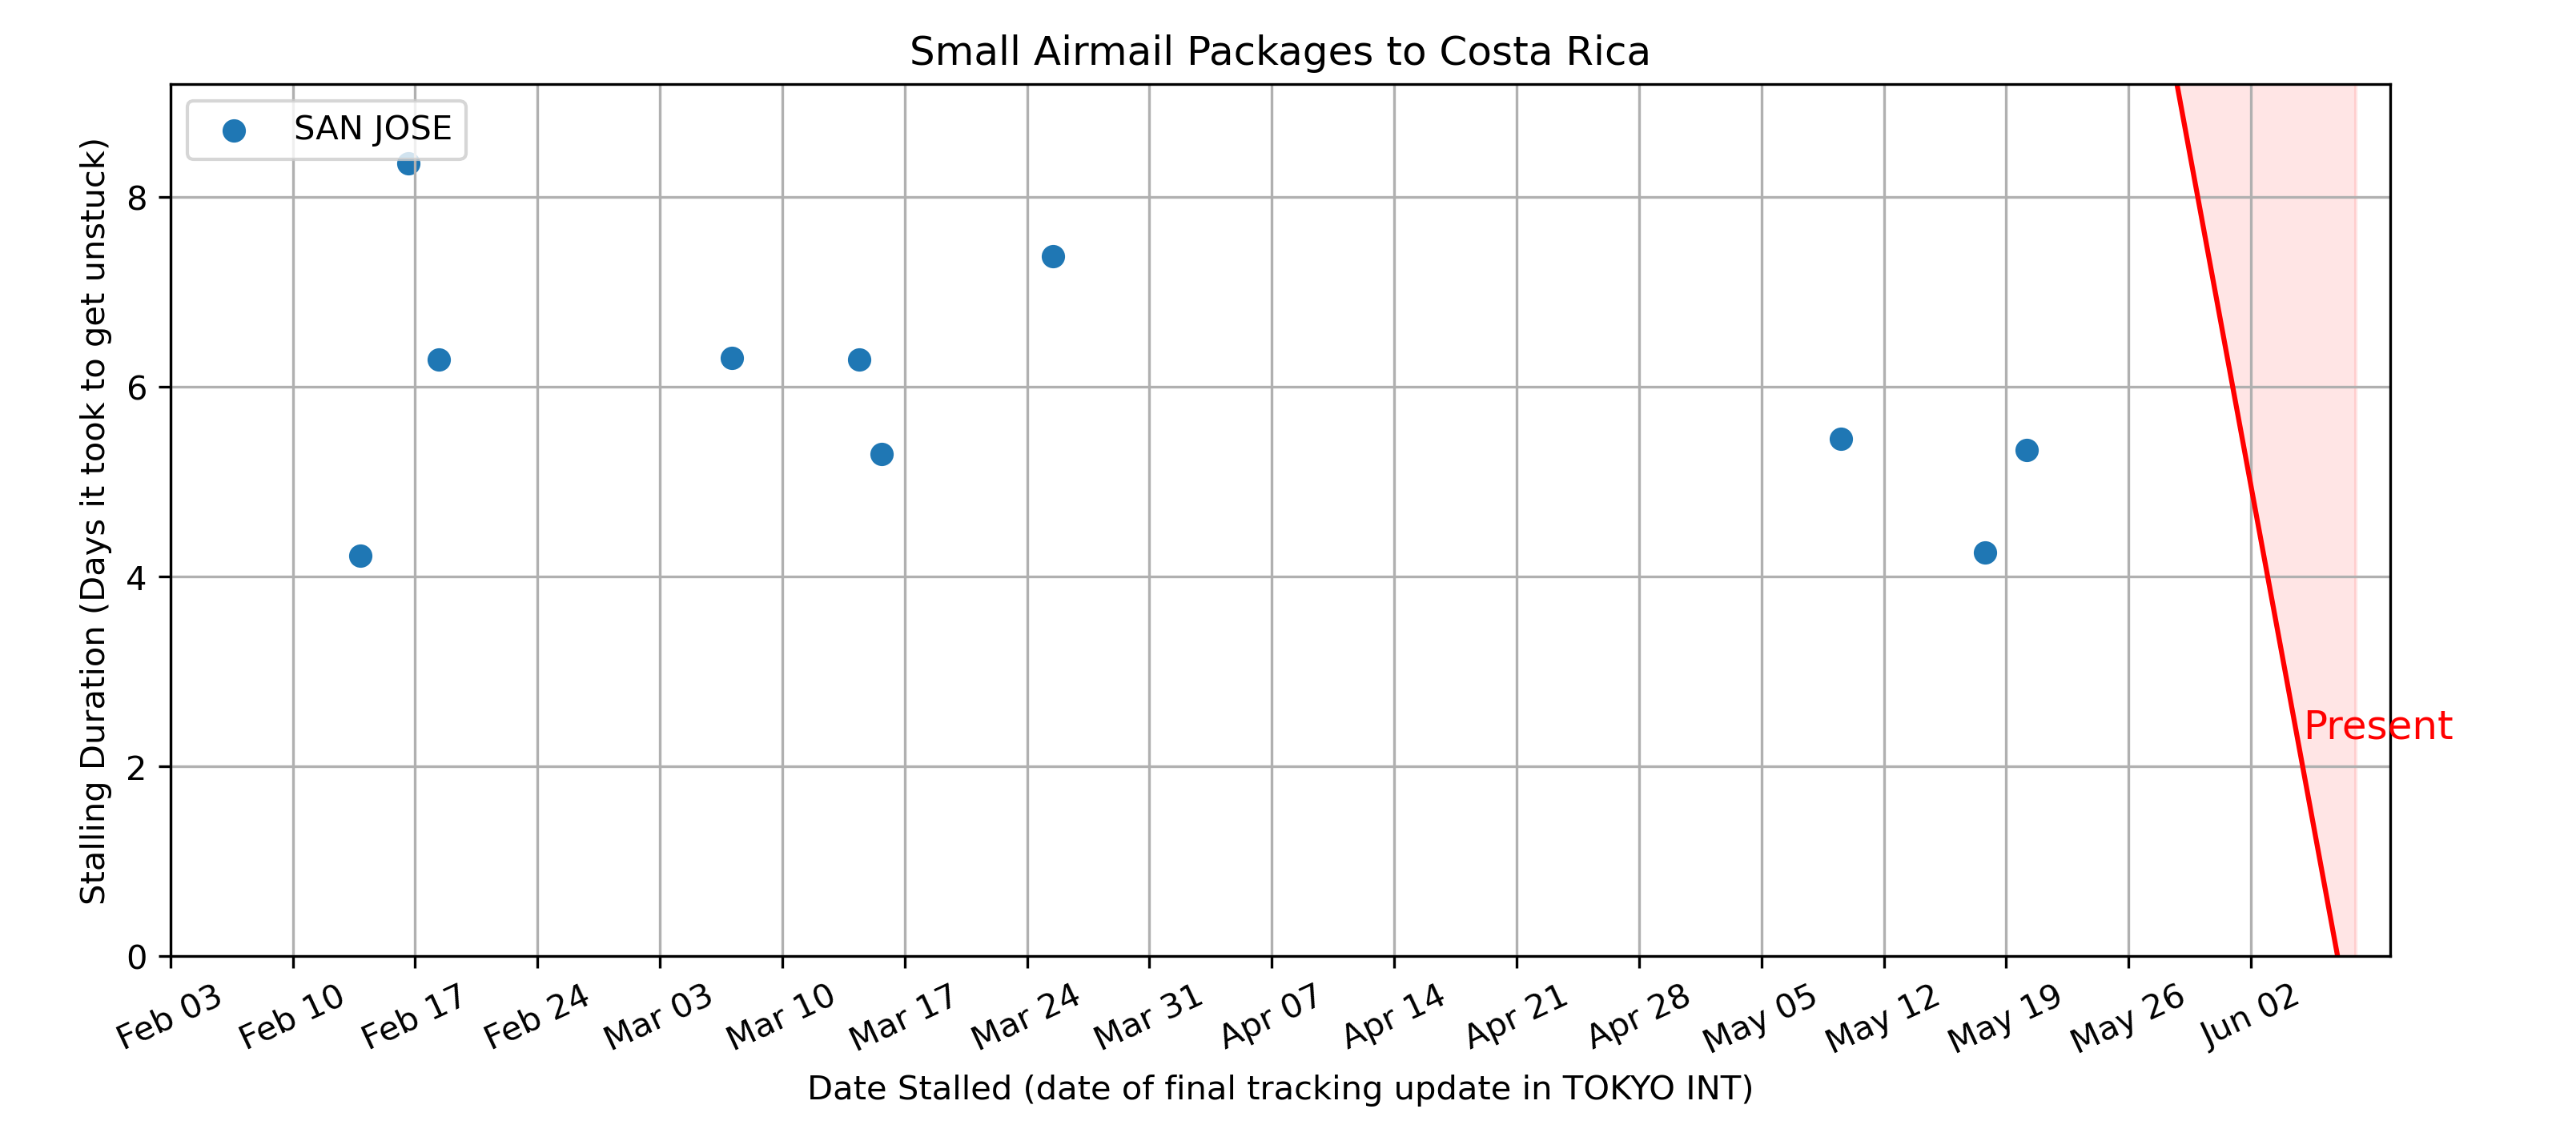 Small Airmail Packages to Costa Rica
SAN JOSE
Stalling Duration (Days it took to get unstuck)
8
6
4
2
0
Present
Feb 03
Feb 10
Feb 17
Feb 24
Mar 03
Mar 10
Mar 17
Mar 24
Mar 31
Apr 07
Apr 14
Apr 21
Apr 28
May 05
May 12
May 19
May 26
Jun 02
Date Stalled (date of final tracking update in TOKYO INT)